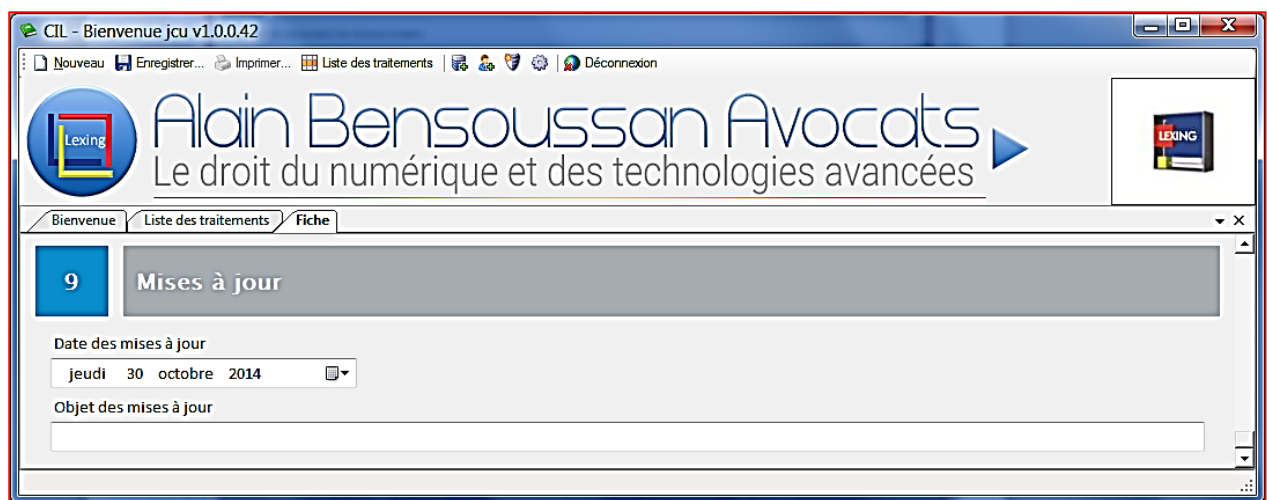 CIL - Bienvenue jcu v1.0.0.42
Nouveau Enregistrer... Imprimer... Liste des traitements Déconnexion
Lexing
Alain Bensoussan Avocats
Le droit du numérique et des technologies avancées
LEXING
Bienvenue Liste des traitements Fiche
9 Mises à jour
Date des mises à jour
jeudi 30 octobre 2014
Objet des mises à jour